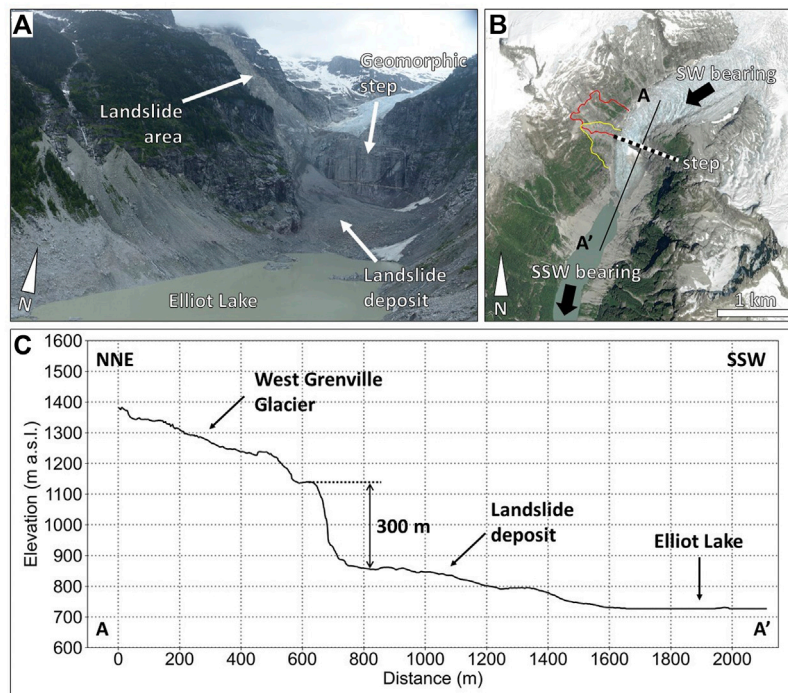 A
Landslide
area
Geomorphic
step
Landslide
deposit
Elliot Lake
N
B
SW bearing
A
step
A'
SSW bearing
N
1 km
C
NNE
SSW
West Grenville
Glacier
300 m
Landslide
deposit
Elliot Lake
A
A'
Elevation (m a.s.l.)
1600
1500
1400
1300
1200
1100
1000
900
800
700
600
0
200
400
600
800
1000
1200
1400
1600
1800
2000
Distance (m)